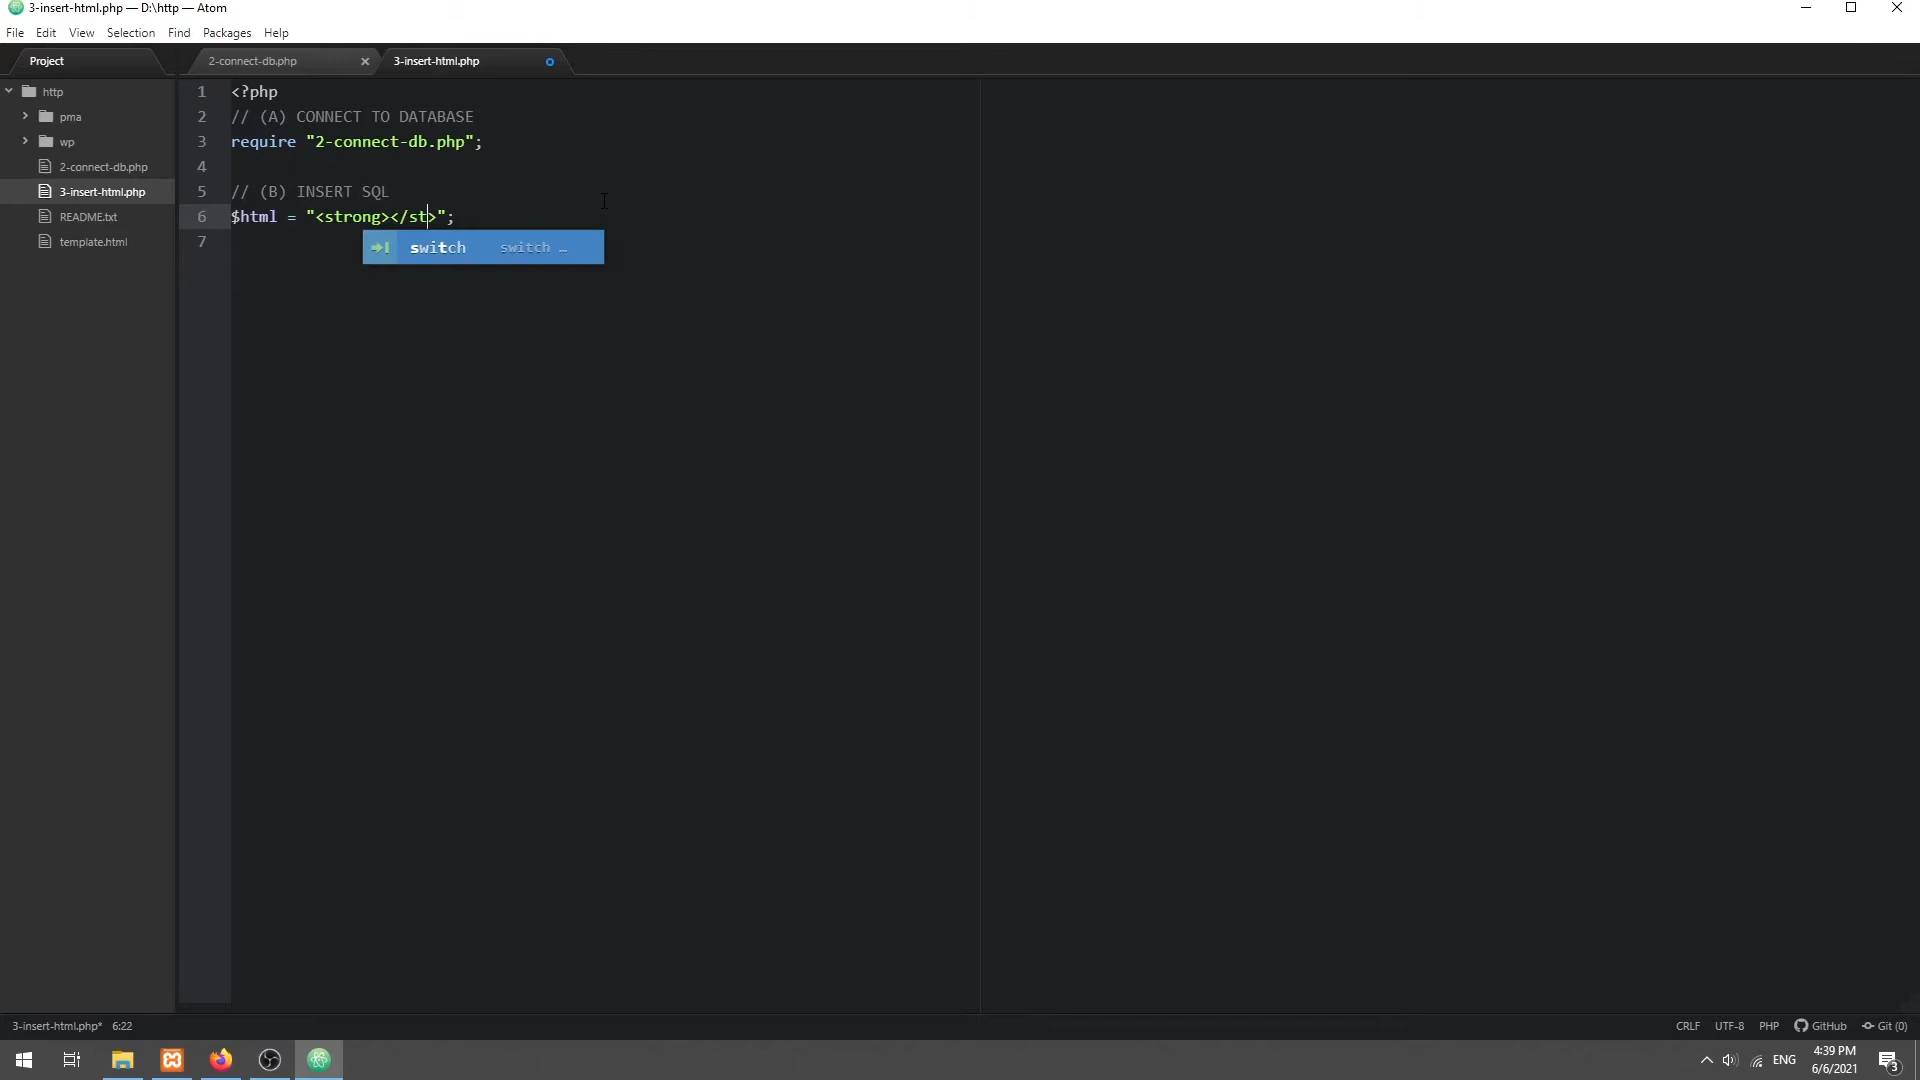 3-insert-html.php — D:\http — Atom
File Edit View Selection Find Packages Help
Project
2-connect-db.php
3-insert-html.php
http
pma
wp
2-connect-db.php
3-insert-html.php
README.txt
template.html
1 <?php
2 // (A) CONNECT TO DATABASE
3 require "2-connect-db.php";
4
5 // (B) INSERT SQL
6 $html = "<strong></st>";
7
switch switch …
3-insert-html.php* 6:22
CRLF UTF-8 PHP GitHub Git (0)
ENG
4:39 PM
6/6/2021
3